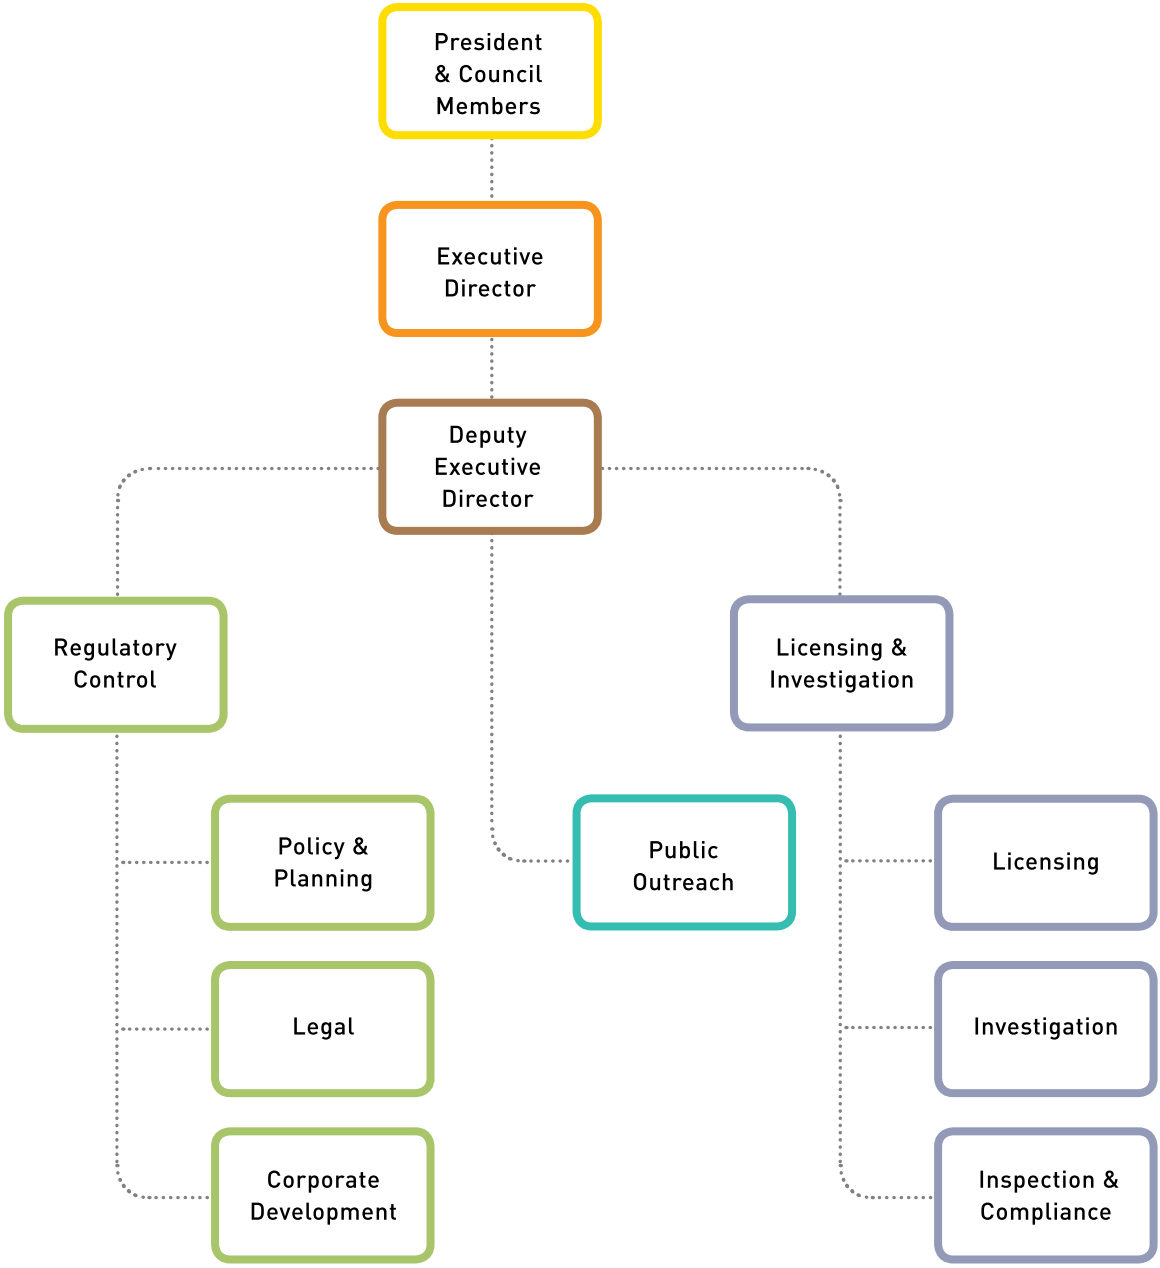 President
& Council
Members
Executive
Director
Deputy
Executive
Director
Regulatory
Control
Licensing &
Investigation
Policy &
Planning
Public
Outreach
Licensing
Legal
Investigation
Corporate
Development
Inspection &
Compliance